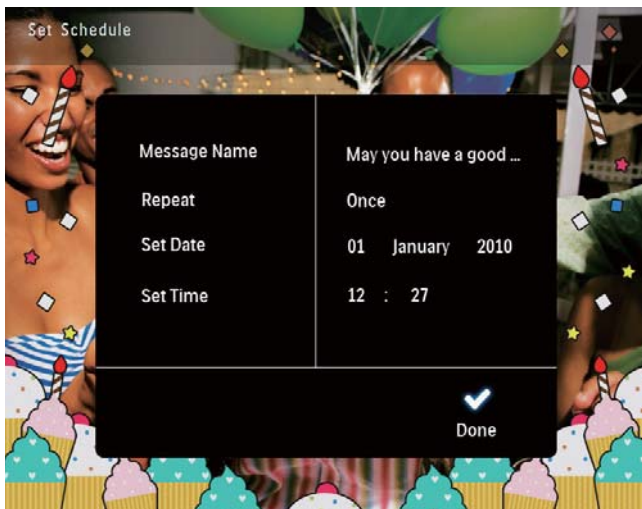 Set Schedule
Message Name May you have a good ...
Repeat Once
Set Date 01 January 2010
Set Time 12 : 27
Done